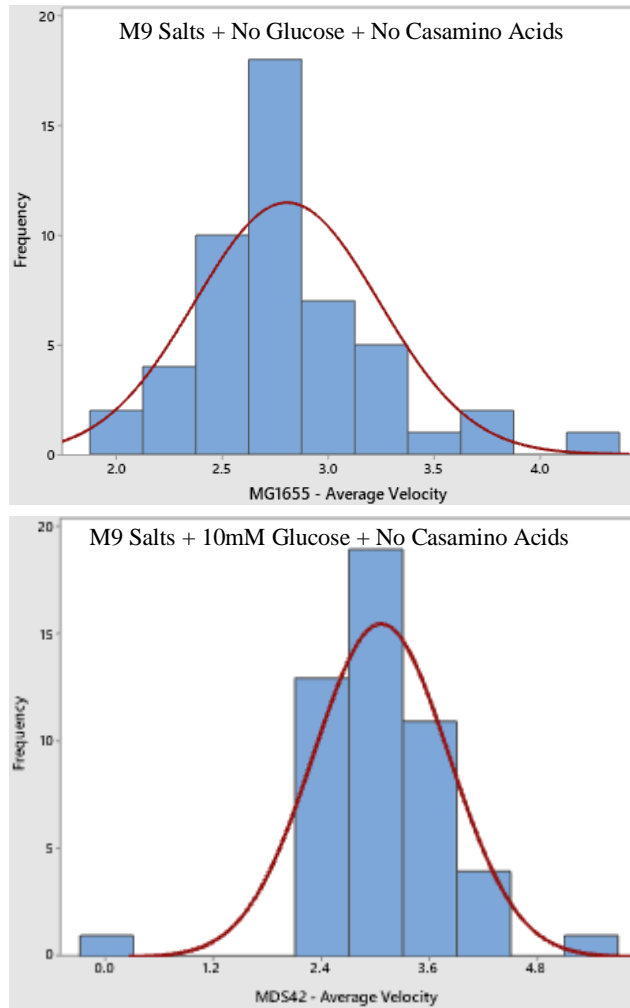 M9 Salts + No Glucose + No Casamino Acids
20
15
10
5
0
Frequency
2.0 2.5 3.0 3.5 4.0
MG1655 - Average Velocity
M9 Salts + 10mM Glucose + No Casamino Acids
20
15
10
5
0
Frequency
0.0 1.2 2.4 3.6 4.8
MDS42 - Average Velocity